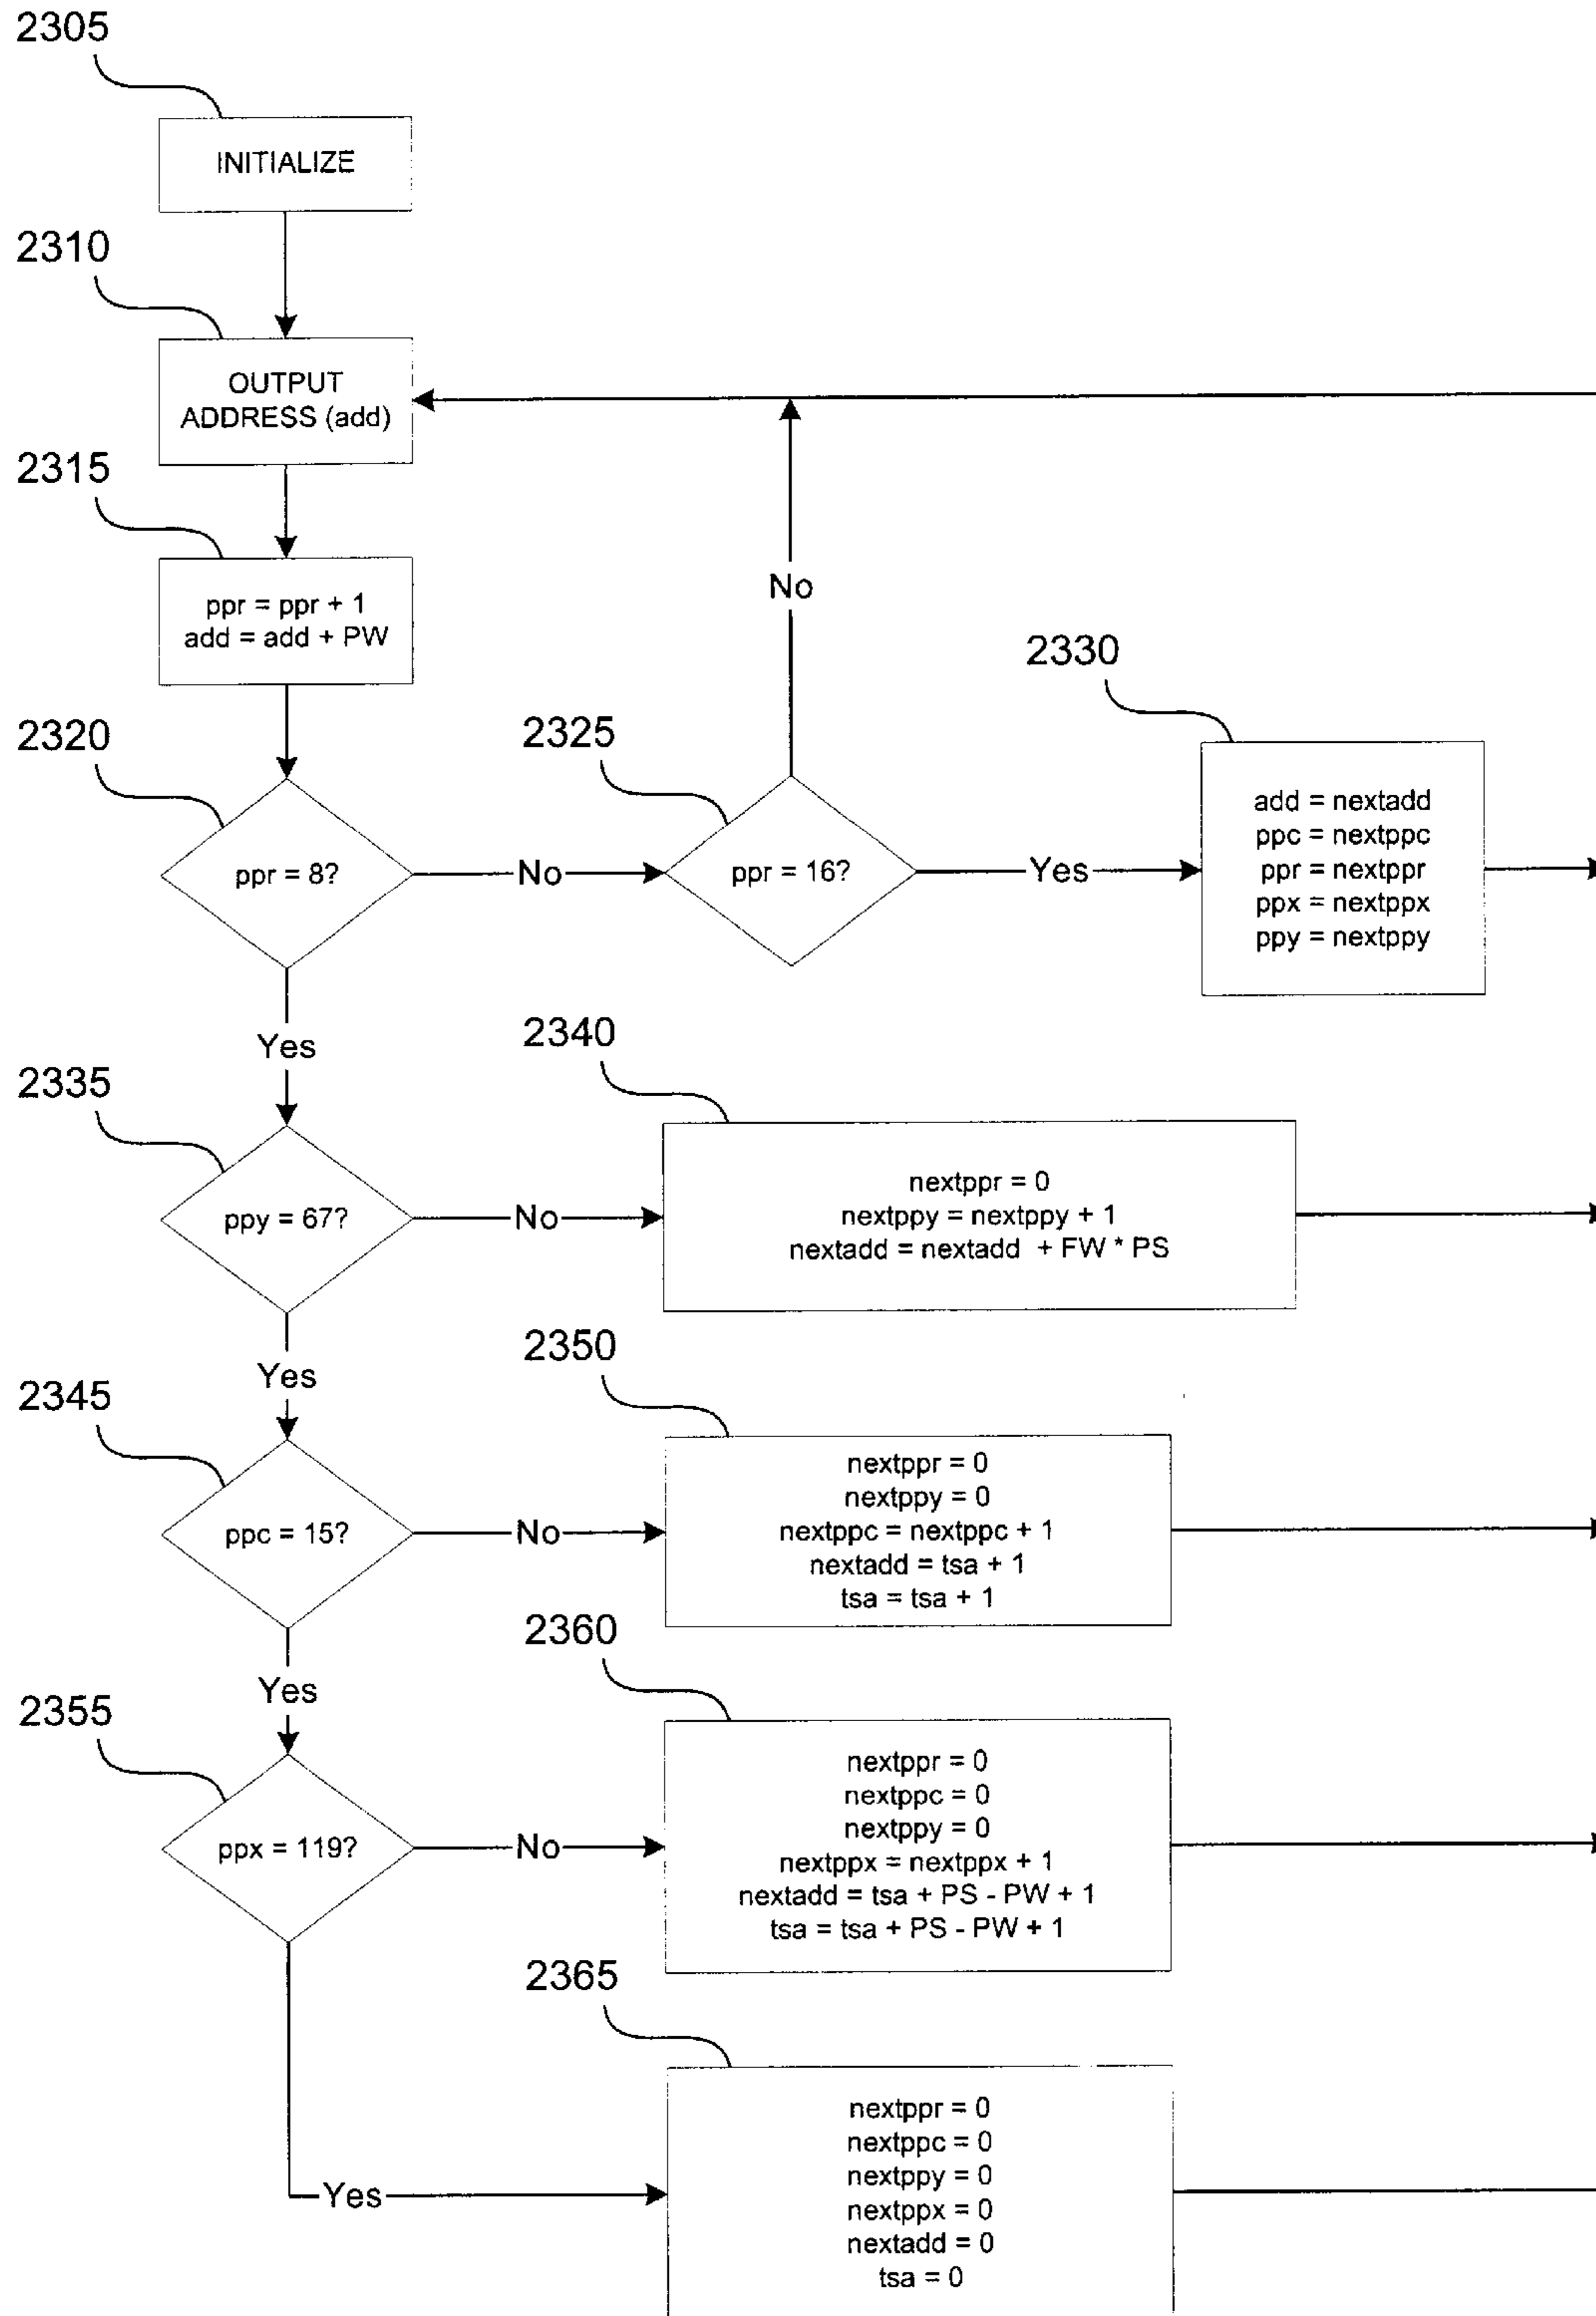 2305
INITIALIZE
2310
OUTPUT
ADDRESS (add)
2315
ppr = ppr + 1
add = add + PW
No
2330
2320
2325
add = nextadd
ppc = nextppc
ppr = nextppr
ppx = nextppx
ppy = nextppy
ppr = 8?
No
ppr = 16?
Yes
Yes
2335
2340
ppy = 67?
No
nextppr = 0
nextppy = nextppy + 1
nextadd = nextadd + FW * PS
Yes
2345
2350
ppc = 15?
No
nextppr = 0
nextppy = 0
nextppc = nextppc + 1
nextadd = tsa + 1
tsa = tsa + 1
Yes
2355
2360
ppx = 119?
No
nextppr = 0
nextppc = 0
nextppy = 0
nextppx = nextppx + 1
nextadd = tsa + PS - PW + 1
tsa = tsa + PS - PW + 1
2365
Yes
nextppr = 0
nextppc = 0
nextppy = 0
nextppx = 0
nextadd = 0
tsa = 0